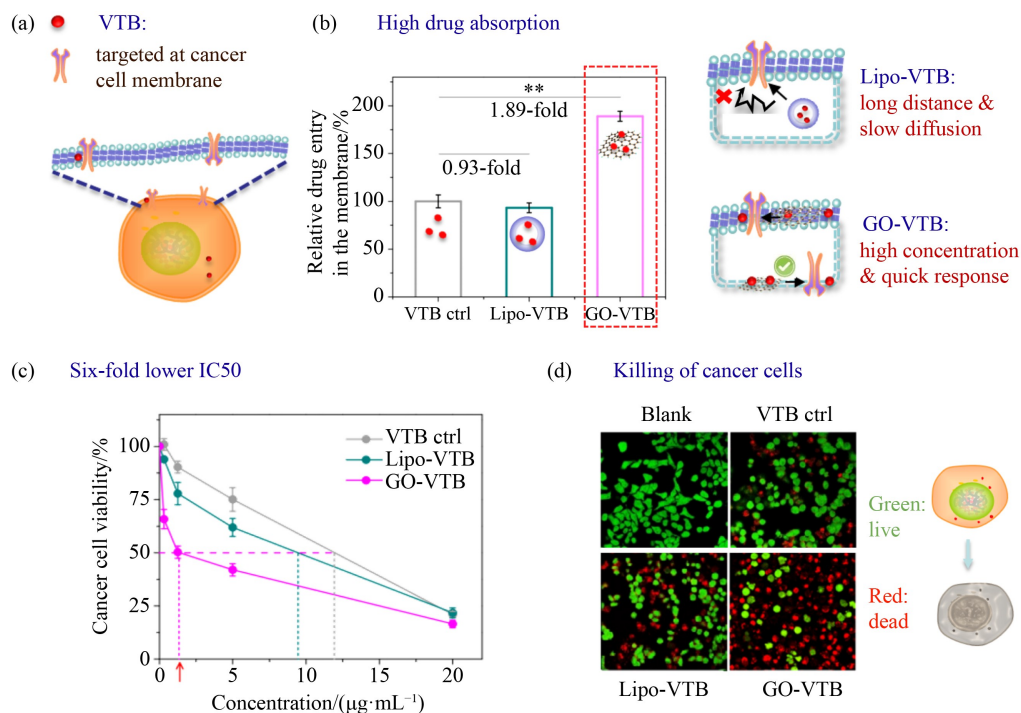 (a)
VTB:
targeted at cancer
cell membrane
(b)
High drug absorption
Relative drug entry
in the membrane/%
200
150
100
50
0
**
1.89-fold
0.93-fold
VTB ctrl
Lipo-VTB
GO-VTB
Lipo-VTB:
long distance &
slow diffusion
GO-VTB:
high concentration
& quick response
(c)
Six-fold lower IC50
Cancer cell viability/%
100
75
50
25
0
VTB ctrl
Lipo-VTB
GO-VTB
0
5
10
15
20
Concentration/(μg·mL⁻¹)
(d)
Killing of cancer cells
Blank
VTB ctrl
Lipo-VTB
GO-VTB
Green:
live
Red:
dead